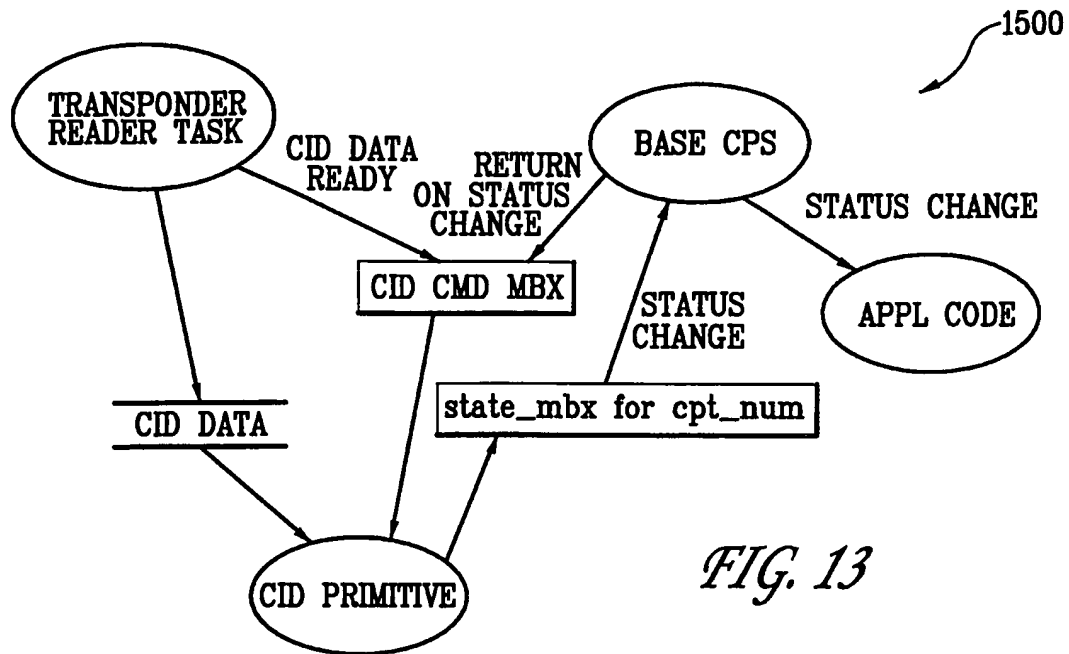 1500
TRANSPONDER
READER TASK
CID DATA
READY
RETURN
ON STATUS
CHANGE
BASE CPS
STATUS CHANGE
CID CMD MBX
STATUS
CHANGE
APPL CODE
state_mbx for cpt_num
CID DATA
CID PRIMITIVE
FIG. 13